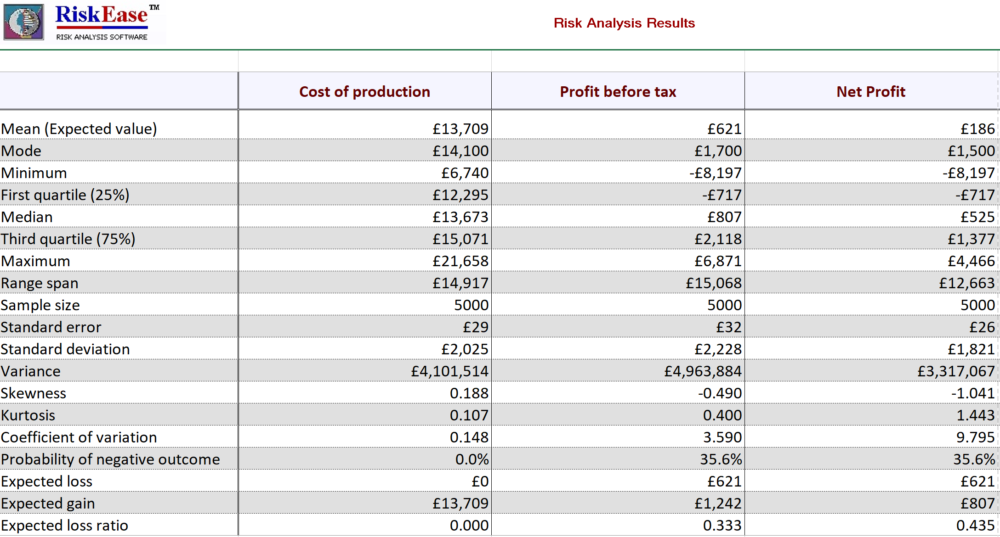 RiskEase™
RISK ANALYSIS SOFTWARE
Risk Analysis Results
Cost of production Profit before tax Net Profit
Mean (Expected value) £13,709 £621 £186
Mode £14,100 £1,700 £1,500
Minimum £6,740 -£8,197 -£8,197
First quartile (25%) £12,295 -£717 -£717
Median £13,673 £807 £525
Third quartile (75%) £15,071 £2,118 £1,377
Maximum £21,658 £6,871 £4,466
Range span £14,917 £15,068 £12,663
Sample size 5000 5000 5000
Standard error £29 £32 £26
Standard deviation £2,025 £2,228 £1,821
Variance £4,101,514 £4,963,884 £3,317,067
Skewness 0.188 -0.490 -1.041
Kurtosis 0.107 0.400 1.443
Coefficient of variation 0.148 3.590 9.795
Probability of negative outcome 0.0% 35.6% 35.6%
Expected loss £0 £621 £621
Expected gain £13,709 £1,242 £807
Expected loss ratio 0.000 0.333 0.435